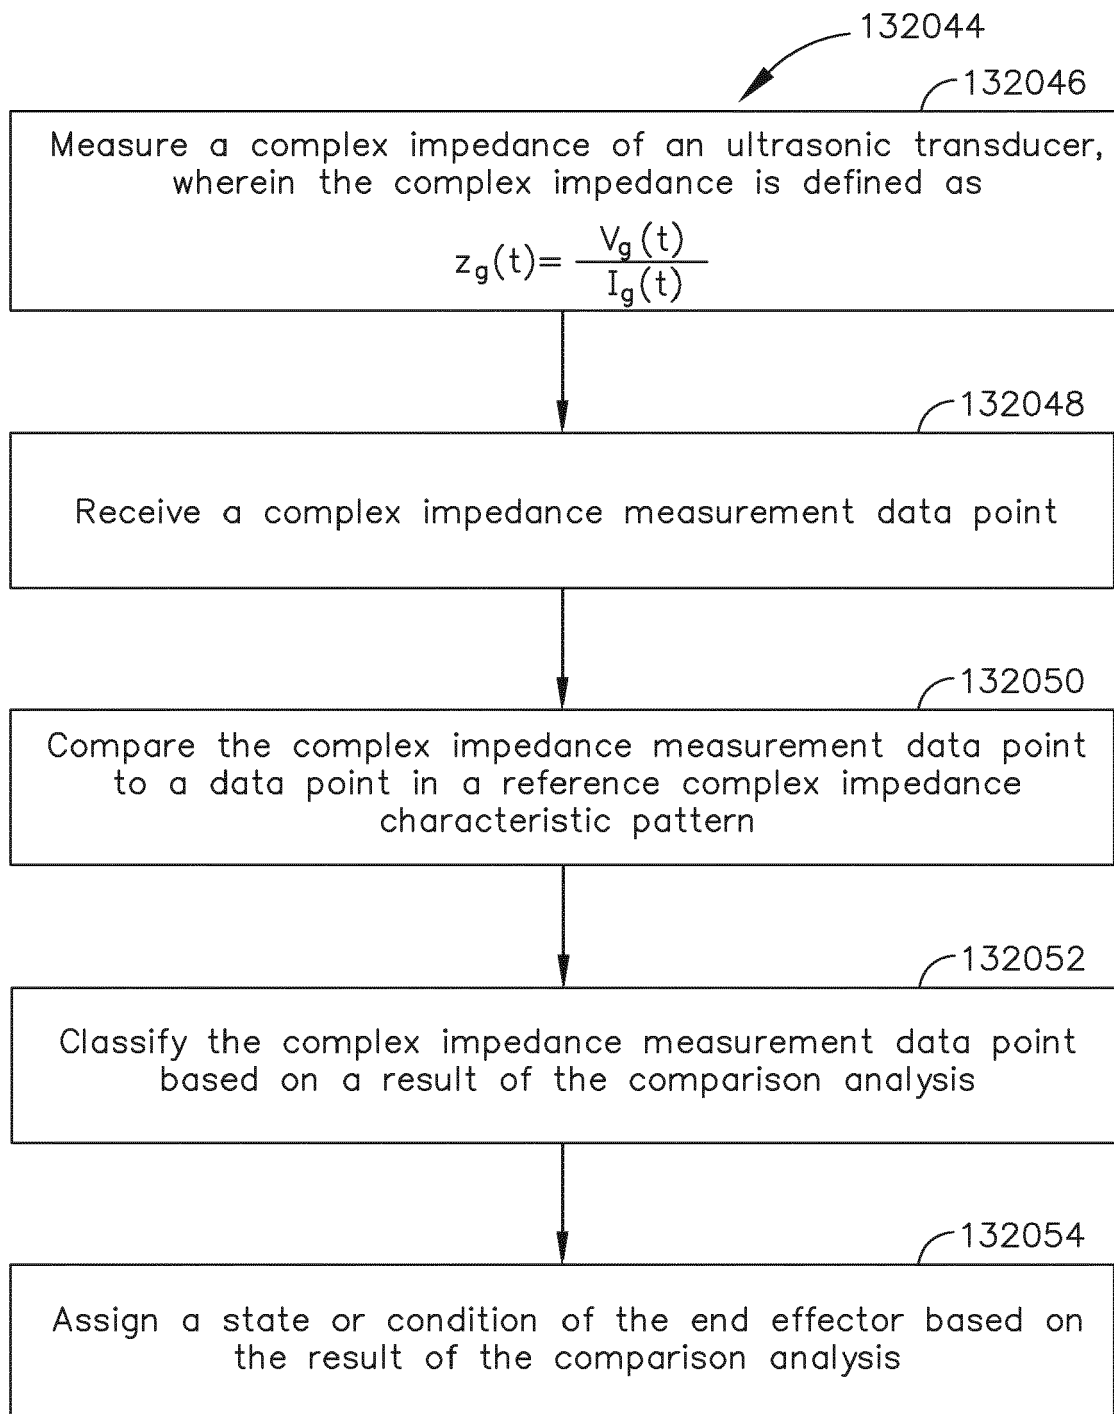 132044
132046
Measure a complex impedance of an ultrasonic transducer,
wherein the complex impedance is defined as
z_g(t)= V_g(t) / I_g(t)
132048
Receive a complex impedance measurement data point
132050
Compare the complex impedance measurement data point
to a data point in a reference complex impedance
characteristic pattern
132052
Classify the complex impedance measurement data point
based on a result of the comparison analysis
132054
Assign a state or condition of the end effector based on
the result of the comparison analysis